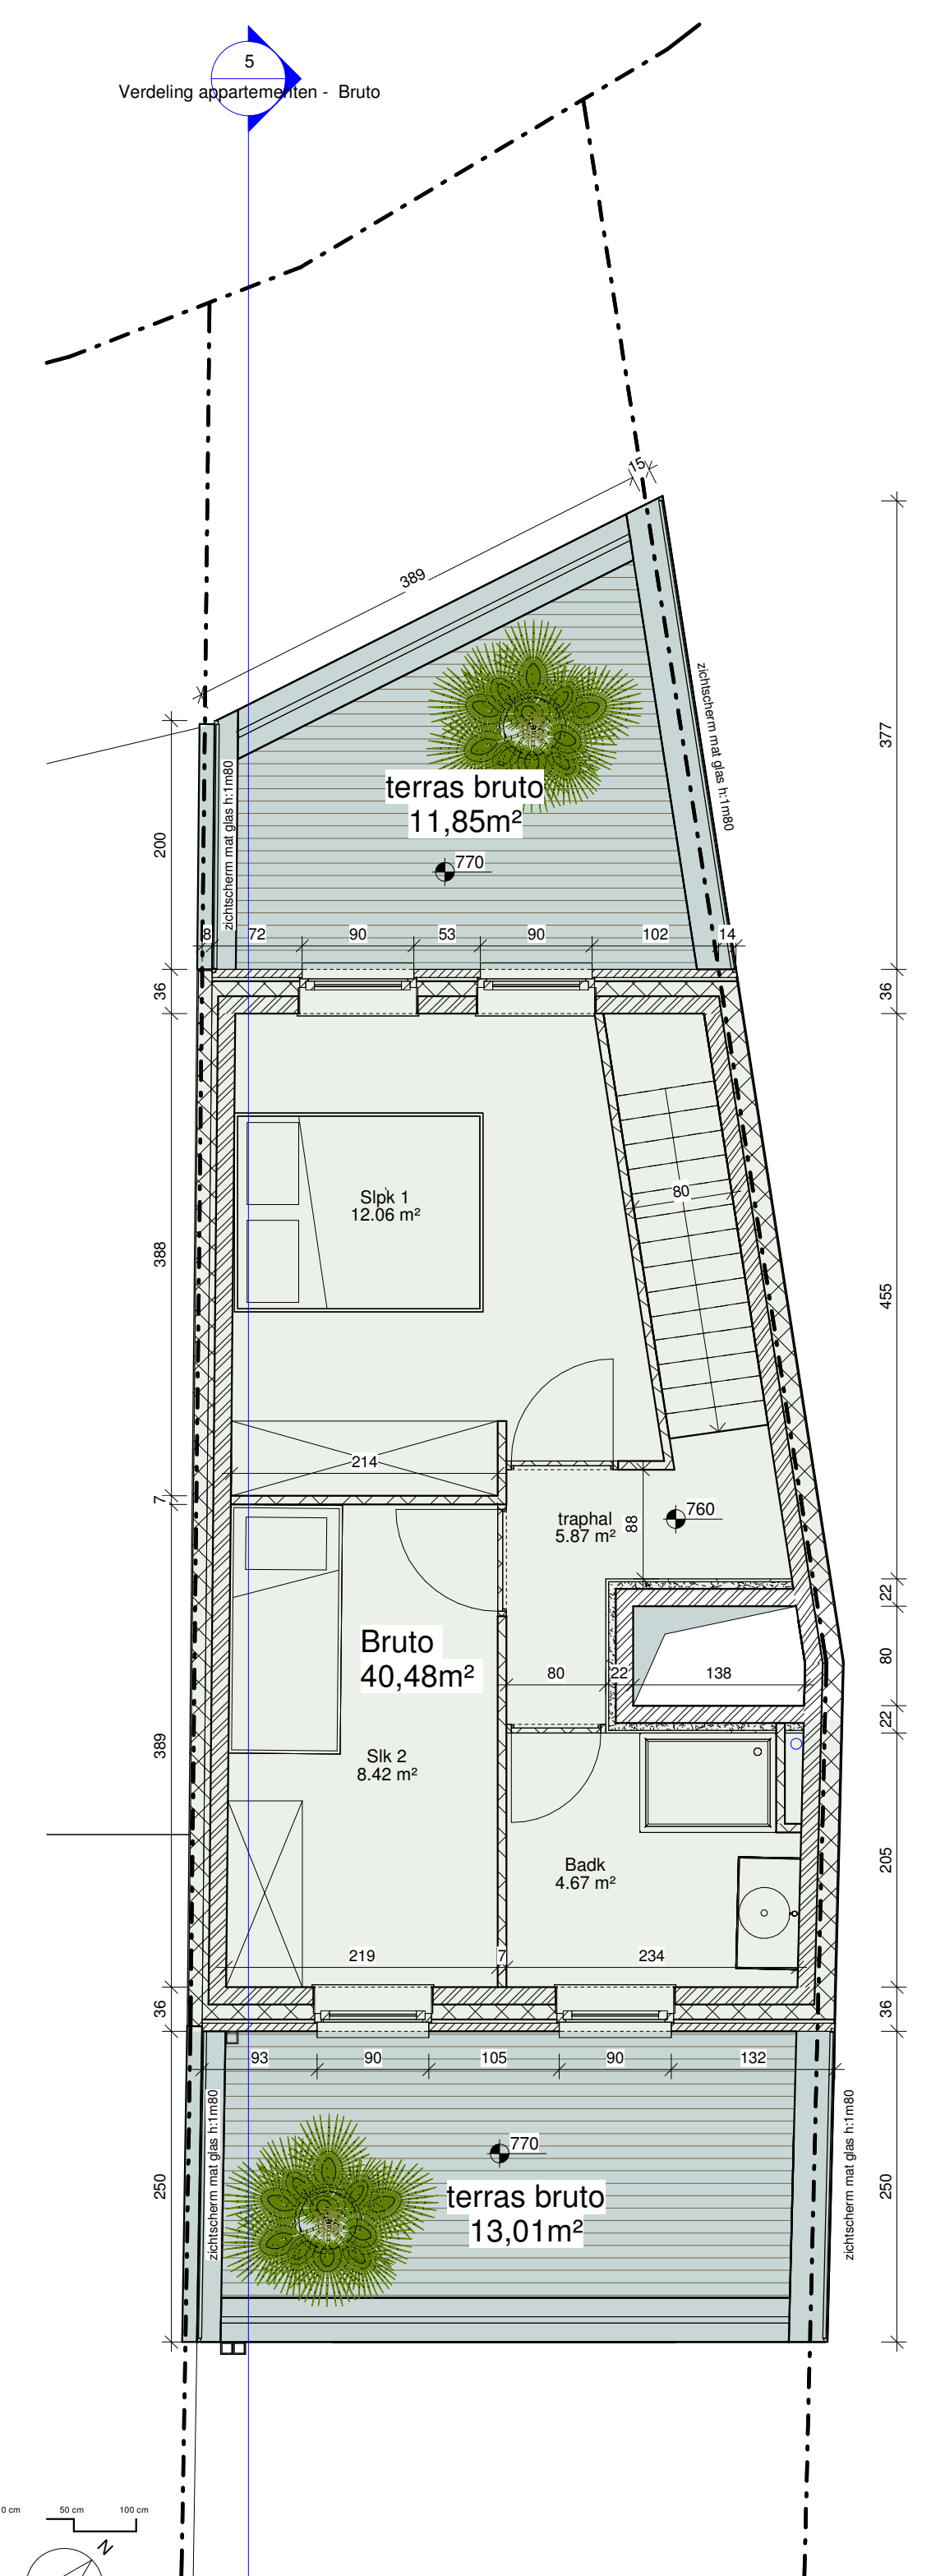 5
Verdeling appartementen - Bruto
15
389
zichtscherm mat glas h:1m80
377
terras bruto
11,85m²
zichtscherm mat glas h:1m80
200
770
8
72
90
53
90
102
14
36
36
Slpk 1
12.06 m²
80
388
455
214
7
traphal
5.87 m²
88
760
22
Bruto
40,48m²
80
22
138
80
22
389
Slk 2
8.42 m²
Badk
4.67 m²
205
219
7
234
36
36
93
90
105
90
132
zichtscherm mat glas h:1m80
zichtscherm mat glas h:1m80
770
250
terras bruto
13,01m²
250
0 cm
50 cm
100 cm
N